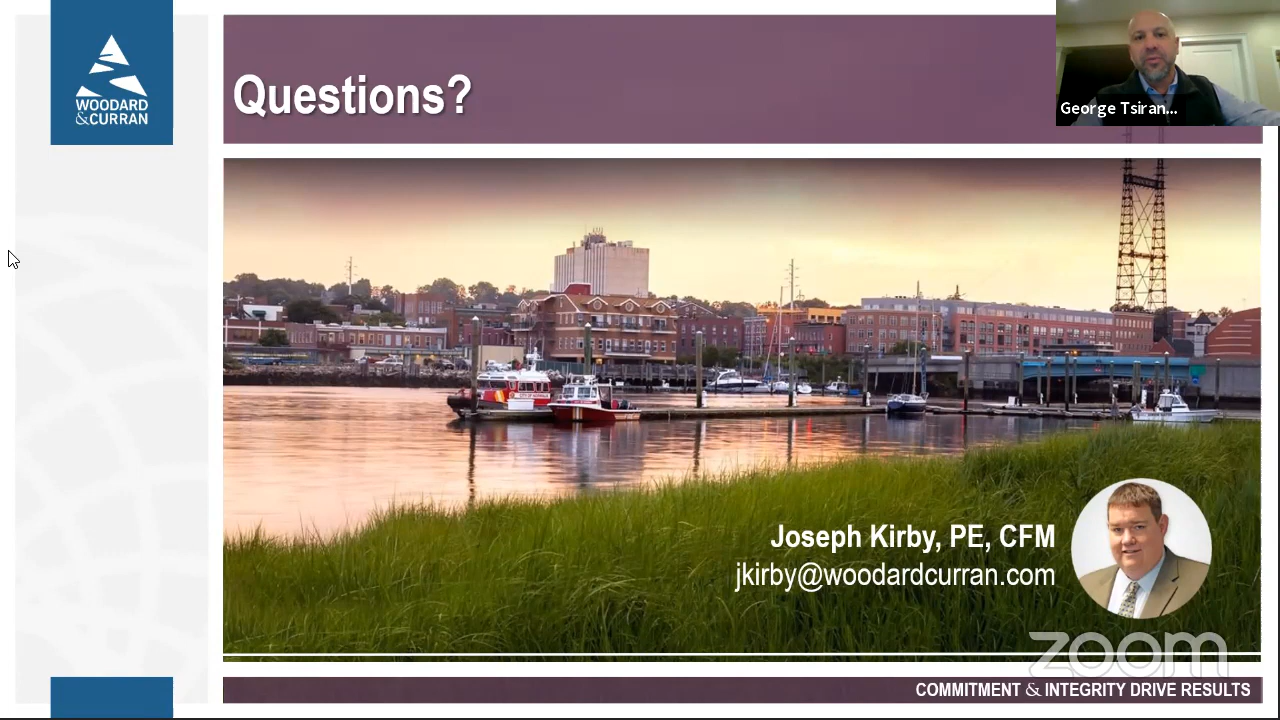 WOODARD
&CURRAN
Questions?
George Tsiran...
Joseph Kirby, PE, CFM
jkirby@woodardcurran.com
zoom
COMMITMENT & INTEGRITY DRIVE RESULTS